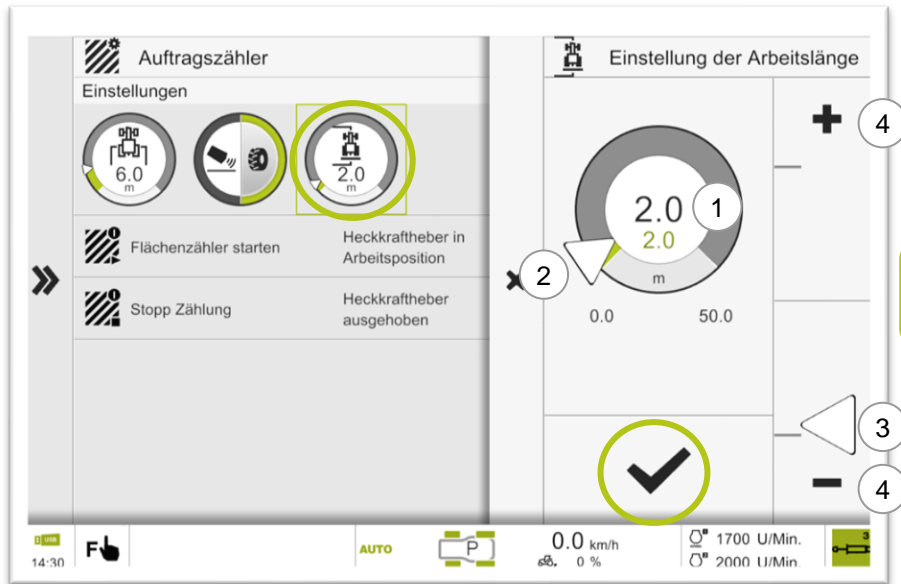 Auftragszähler
Einstellungen
6.0
m
2.0
m
Flächenzähler starten
Heckkraftheber in
Arbeitsposition
Stopp Zählung
Heckkraftheber
ausgehoben
Einstellung der Arbeitslänge
2.0
2.0
m
0.0
50.0
1
2
4
3
4
USB
14:30
F
AUTO
P
0.0 km/h
0 %
1700 U/Min.
2000 U/Min.
3